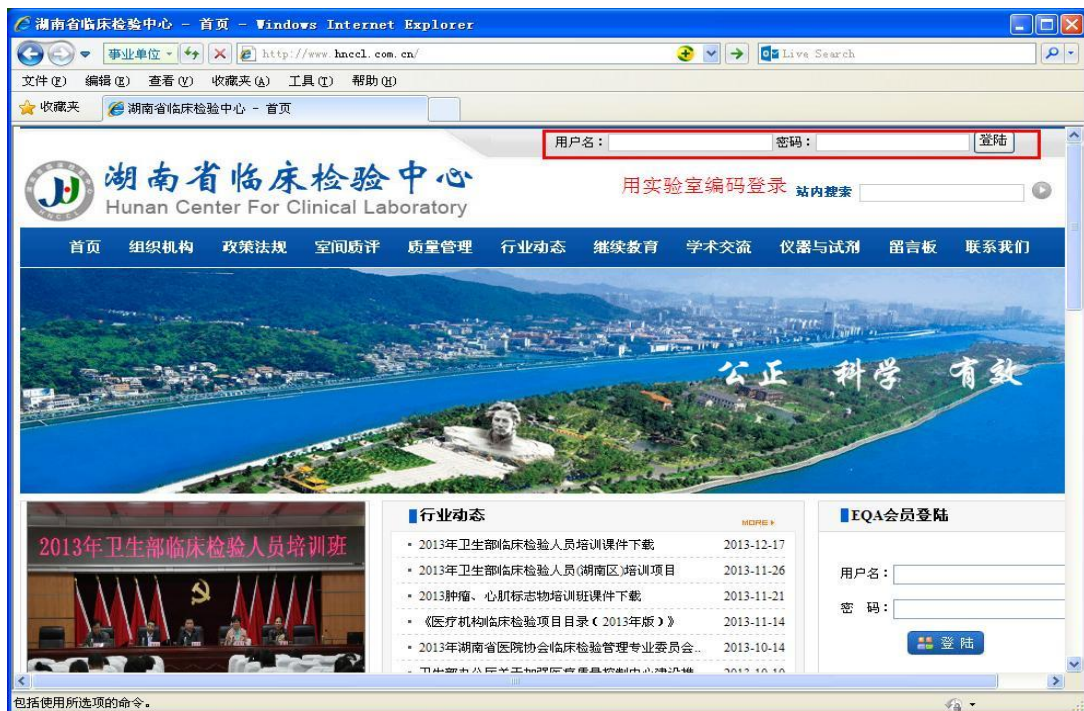 湖南省临床检验中心 - 首页 - Windows Internet Explorer
事业单位 http://www.hnccl.com.cn/ Live Search
文件(F) 编辑(E) 查看(V) 收藏夹(A) 工具(T) 帮助(H)
收藏夹 湖南省临床检验中心 - 首页
用户名： 密码： 登陆
湖南省临床检验中心
用实验室编码登录 站内搜索
Hunan Center For Clinical Laboratory
首页 组织机构 政策法规 室间质评 质量管理 行业动态 继续教育 学术交流 仪器与试剂 留言板 联系我们
公正 科学 有效
行业动态 MORE
EQA会员登陆
2013年卫生部临床检验人员培训班
2013年卫生部临床检验人员培训课件下载 2013-12-17
2013年卫生部临床检验人员(湖南区)培训项目 2013-11-26
用户名：
2013肿瘤、心肌标志物培训班课件下载 2013-11-21
密 码：
《医疗机构临床检验项目目录（2013年版）》 2013-11-14
登 陆
2013年湖南省医院协会临床检验管理专业委员会.. 2013-10-14
包括使用所选项的命令。